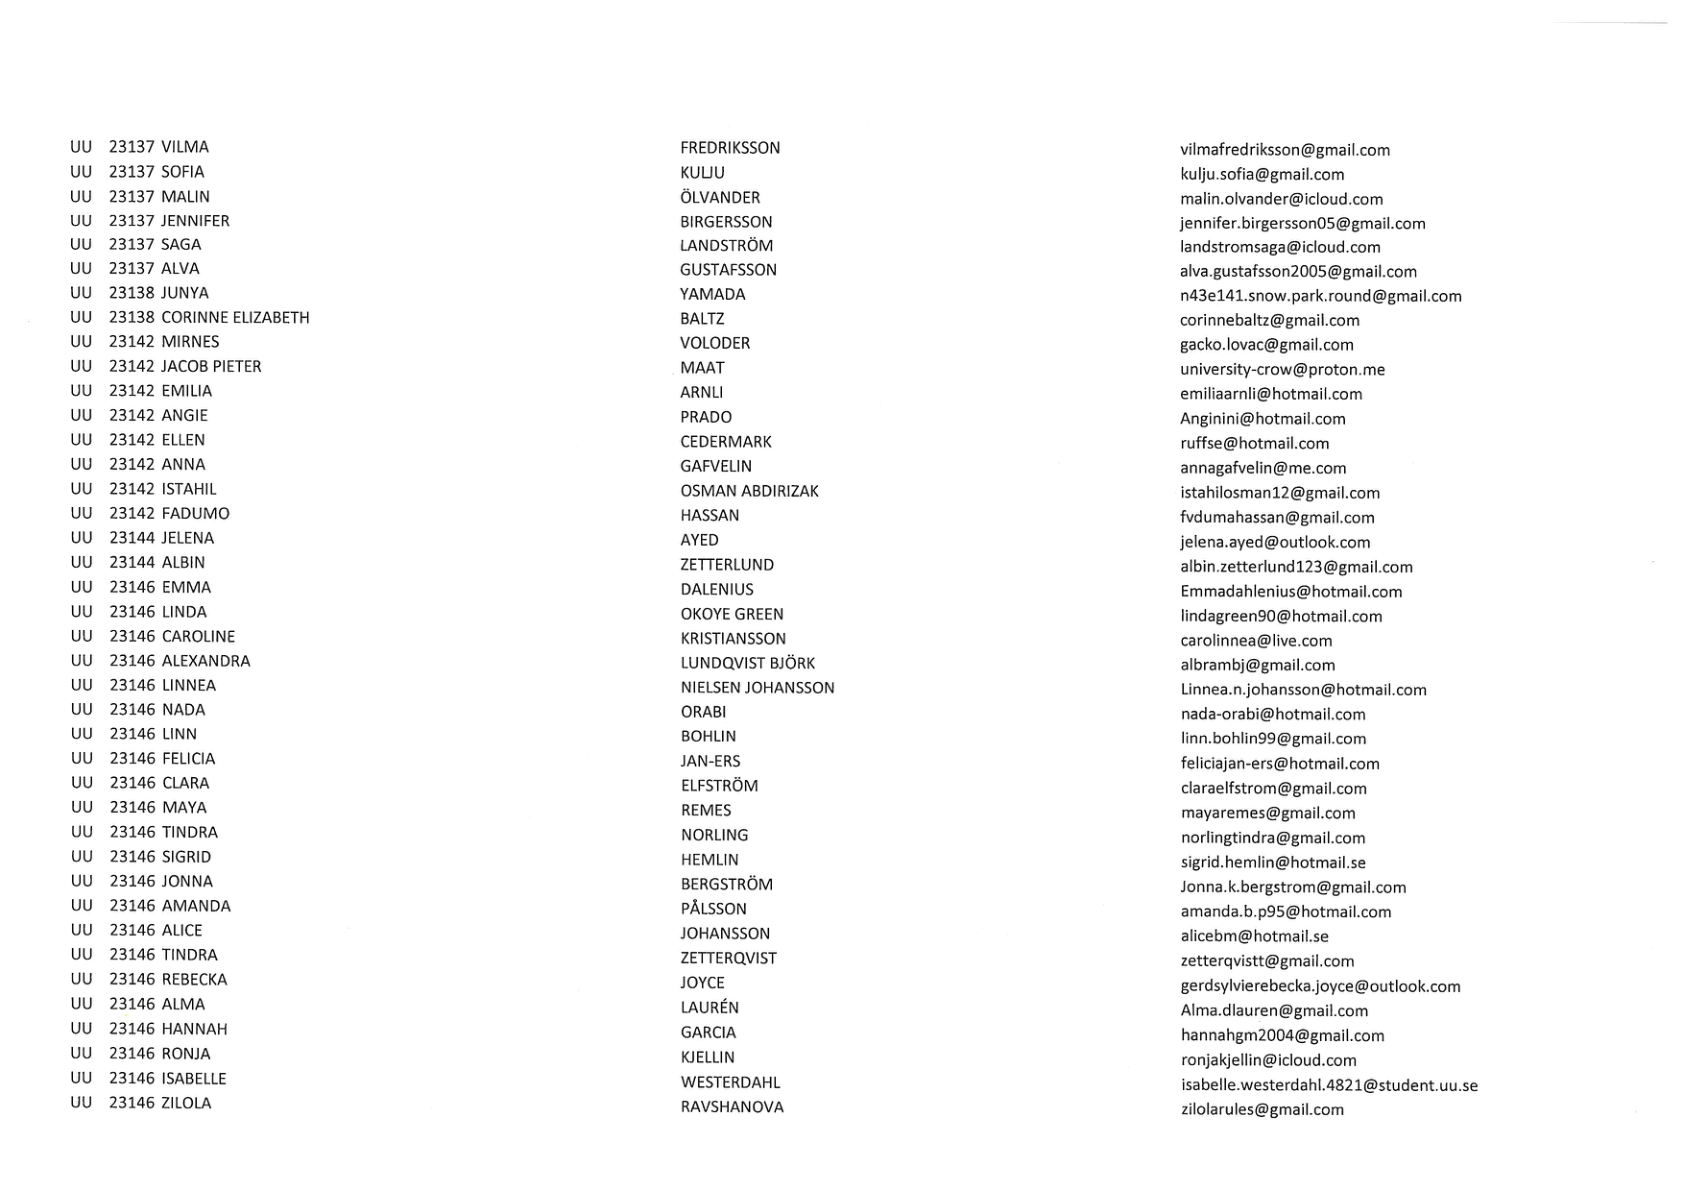 UU 23137 VILMA FREDRIKSSON vilmafredriksson@gmail.com
UU 23137 SOFIA KULJU kulju.sofia@gmail.com
UU 23137 MALIN ÖLVANDER malin.olvander@icloud.com
UU 23137 JENNIFER BIRGERSSON jennifer.birgersson05@gmail.com
UU 23137 SAGA LANDSTRÖM landstromsaga@icloud.com
UU 23137 ALVA GUSTAFSSON alva.gustafsson2005@gmail.com
UU 23138 JUNYA YAMADA n43e141.snow.park.round@gmail.com
UU 23138 CORINNE ELIZABETH BALTZ corinnebaltz@gmail.com
UU 23142 MIRNES VOLODER gacko.lovac@gmail.com
UU 23142 JACOB PIETER MAAT university-crow@proton.me
UU 23142 EMILIA ARNLI emiliaarnli@hotmail.com
UU 23142 ANGIE PRADO Anginini@hotmail.com
UU 23142 ELLEN CEDERMARK ruffse@hotmail.com
UU 23142 ANNA GAFVELIN annagafvelin@me.com
UU 23142 ISTAHIL OSMAN ABDIRIZAK istahilosman12@gmail.com
UU 23142 FADUMO HASSAN fvdumahassan@gmail.com
UU 23144 JELENA AYED jelena.ayed@outlook.com
UU 23144 ALBIN ZETTERLUND albin.zetterlund123@gmail.com
UU 23146 EMMA DALENIUS Emmadahlenius@hotmail.com
UU 23146 LINDA OKOYE GREEN lindagreen90@hotmail.com
UU 23146 CAROLINE KRISTIANSSON carolinnea@live.com
UU 23146 ALEXANDRA LUNDQVIST BJÖRK albrambj@gmail.com
UU 23146 LINNEA NIELSEN JOHANSSON Linnea.n.johansson@hotmail.com
UU 23146 NADA ORABI nada-orabi@hotmail.com
UU 23146 LINN BOHLIN linn.bohlin99@gmail.com
UU 23146 FELICIA JAN-ERS feliciajan-ers@hotmail.com
UU 23146 CLARA ELFSTRÖM claraelfstrom@gmail.com
UU 23146 MAYA REMES mayaremes@gmail.com
UU 23146 TINDRA NORLING norlingtindra@gmail.com
UU 23146 SIGRID HEMLIN sigrid.hemlin@hotmail.se
UU 23146 JONNA BERGSTRÖM Jonna.k.bergstrom@gmail.com
UU 23146 AMANDA PÅLSSON amanda.b.p95@hotmail.com
UU 23146 ALICE JOHANSSON alicebm@hotmail.se
UU 23146 TINDRA ZETTERQVIST zetterqvistt@gmail.com
UU 23146 REBECKA JOYCE gerdsylvierebecka.joyce@outlook.com
UU 23146 ALMA LAURÉN Alma.dlauren@gmail.com
UU 23146 HANNAH GARCIA hannahgm2004@gmail.com
UU 23146 RONJA KJELLIN ronjakjellin@icloud.com
UU 23146 ISABELLE WESTERDAHL isabelle.westerdahl.4821@student.uu.se
UU 23146 ZILOLA RAVSHANOVA zilolarules@gmail.com